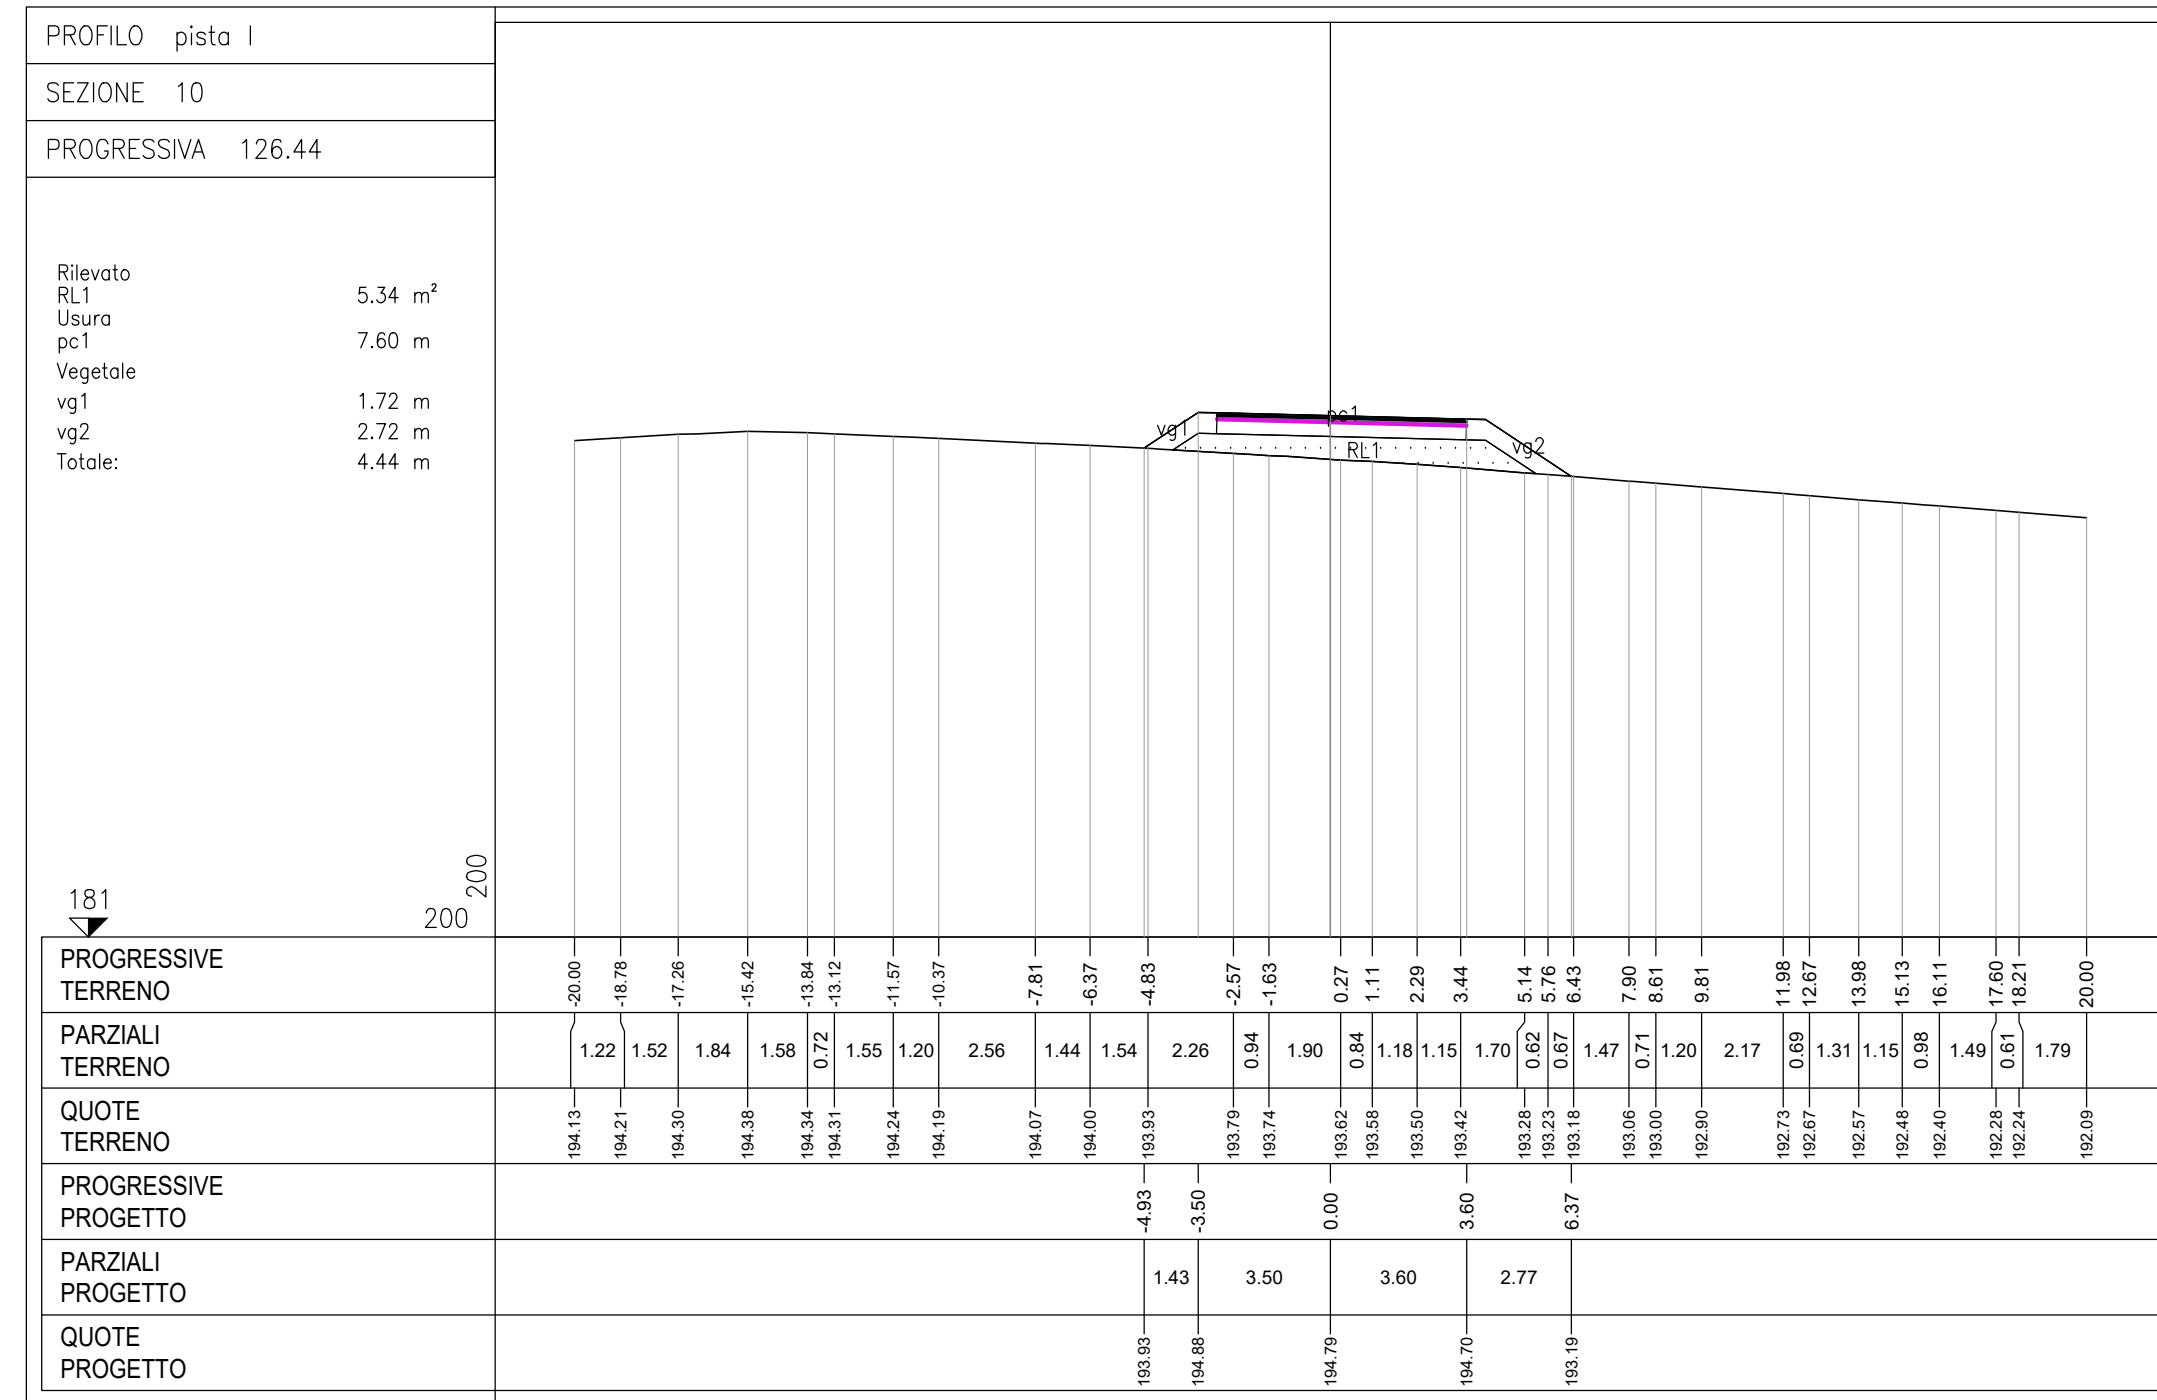 PROFILO pista I
SEZIONE 10
PROGRESSIVA 126.44
Rilevato
RL1 5.34 m²
Usura
pc1 7.60 m
Vegetale
vg1 1.72 m
vg2 2.72 m
Totale: 4.44 m
pc1
vg1
RL1
vg2
181
200
200
PROGRESSIVE TERRENO
-20.00 -18.78 -17.26 -15.42 -13.84 -13.12 -11.57 -10.37 -7.81 -6.37 -4.83 -2.57 -1.63 0.27 1.11 2.29 3.44 5.14 5.76 6.43 7.90 8.61 9.81 11.98 12.67 13.98 15.13 16.11 17.60 18.21 20.00
PARZIALI TERRENO
1.22 1.52 1.84 1.58 0.72 1.55 1.20 2.56 1.44 1.54 2.26 0.94 1.90 0.84 1.18 1.15 1.70 0.62 0.67 1.47 0.71 1.20 2.17 0.69 1.31 1.15 0.98 1.49 0.61 1.79
QUOTE TERRENO
194.13 194.21 194.30 194.38 194.34 194.31 194.24 194.19 194.07 194.00 193.93 193.79 193.74 193.62 193.58 193.50 193.42 193.28 193.23 193.18 193.06 193.00 192.90 192.73 192.67 192.57 192.48 192.40 192.28 192.24 192.09
PROGRESSIVE PROGETTO
-4.93 -3.50 0.00 3.60 6.37
PARZIALI PROGETTO
1.43 3.50 3.60 2.77
QUOTE PROGETTO
193.93 194.88 194.79 194.70 193.19